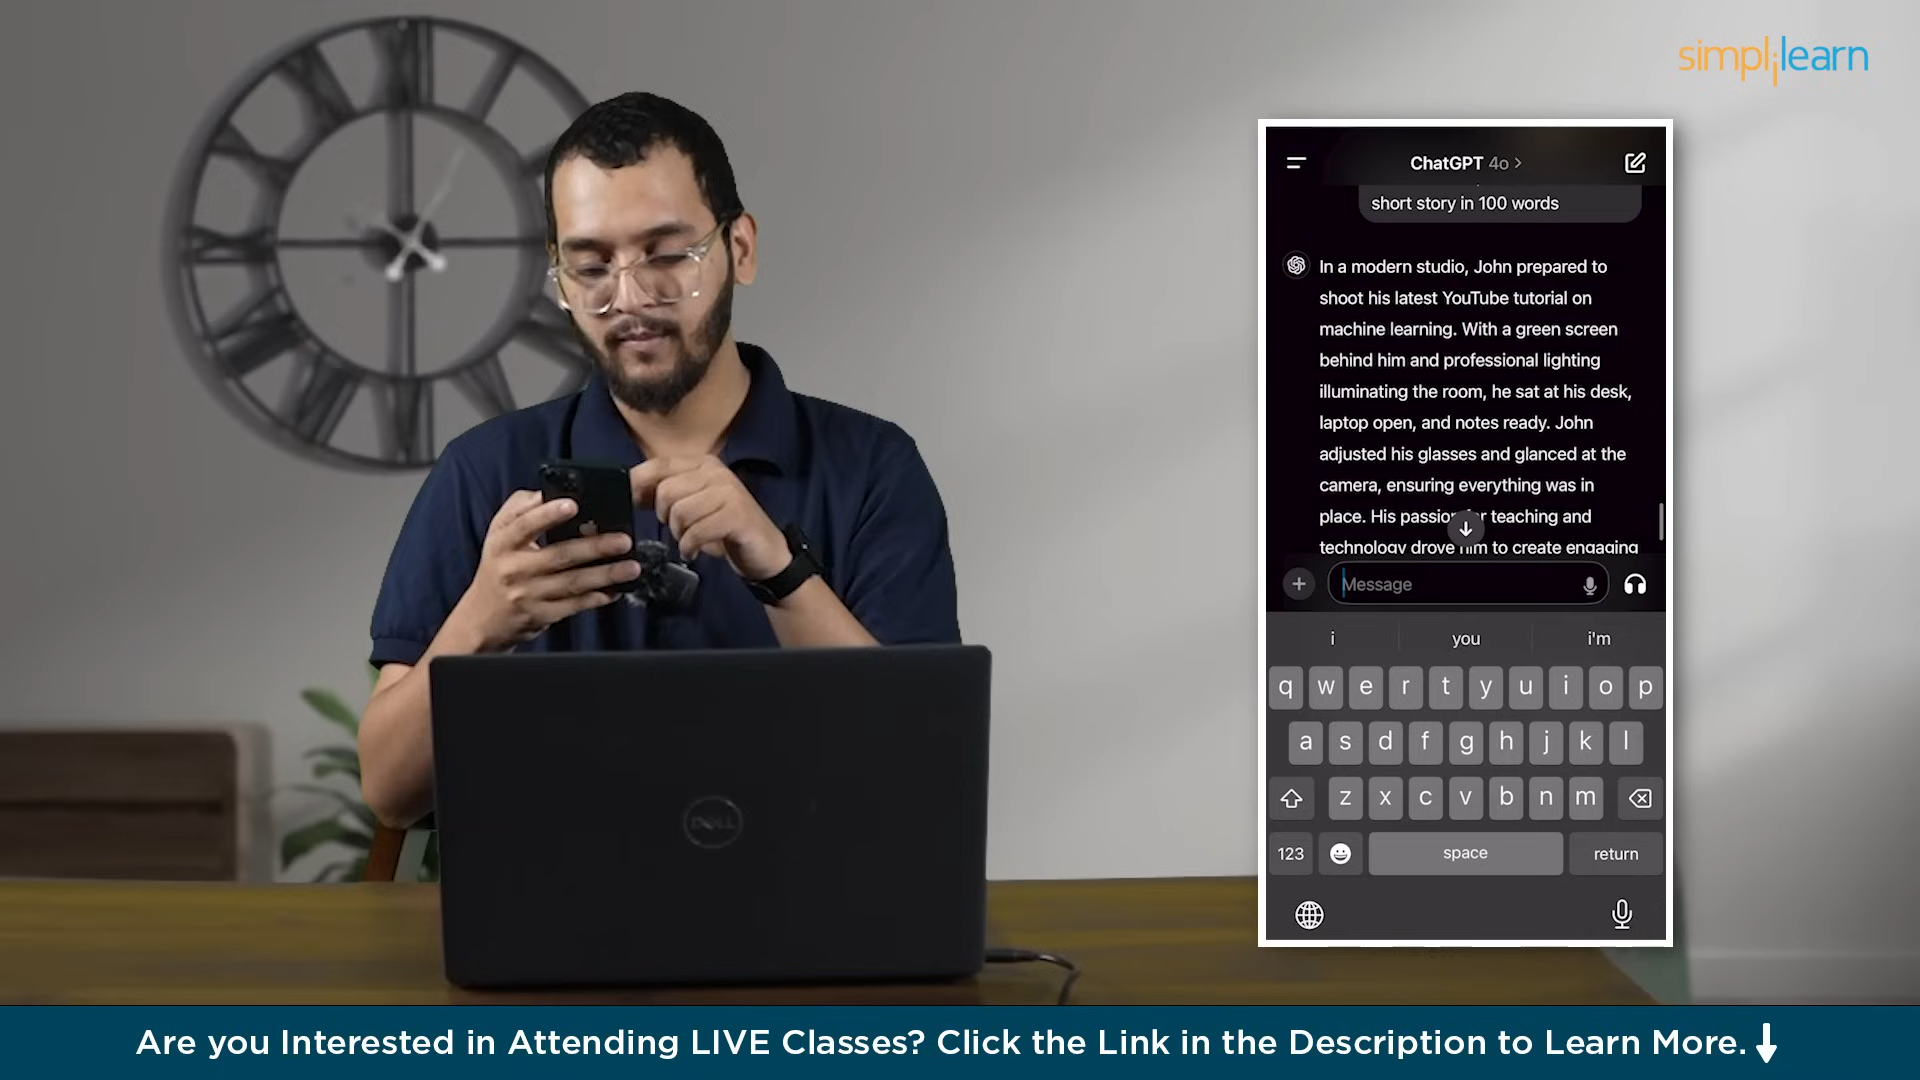 simplilearn
ChatGPT 4o >
short story in 100 words
In a modern studio, John prepared to
shoot his latest YouTube tutorial on
machine learning. With a green screen
behind him and professional lighting
illuminating the room, he sat at his desk,
laptop open, and notes ready. John
adjusted his glasses and glanced at the
camera, ensuring everything was in
place. His passion teaching and
technology drove him to create engaging
Message
i you i'm
q w e r t y u i o p
a s d f g h j k l
z x c v b n m
123 space return
DELL
Are you Interested in Attending LIVE Classes? Click the Link in the Description to Learn More.